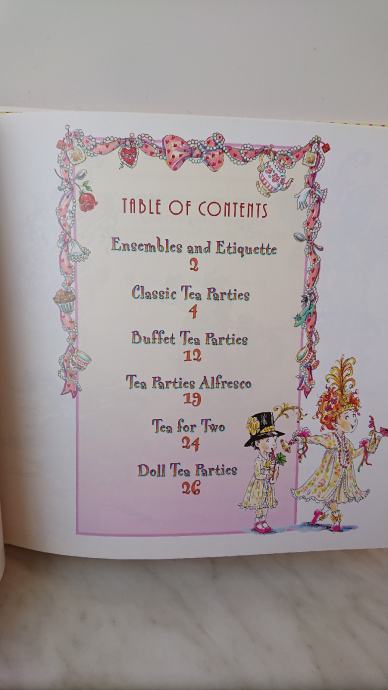 TABLE OF CONTENTS
Ensembles and Etiquette
2
Classic Tea Parties
4
Buffet Tea Parties
12
Tea Parties Alfresco
19
Tea for Two
24
Doll Tea Parties
26